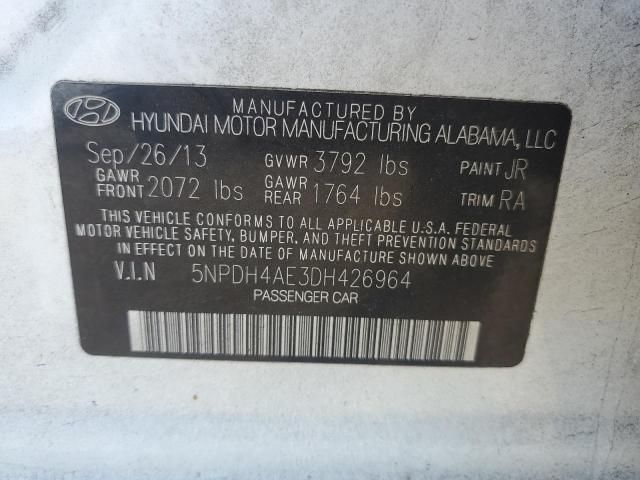 MANUFACTURED BY
HYUNDAI MOTOR MANUFACTURING ALABAMA, LLC
Sep/26/13 GVWR 3792 lbs PAINT JR
GAWR FRONT 2072 lbs GAWR REAR 1764 lbs TRIM RA
THIS VEHICLE CONFORMS TO ALL APPLICABLE U.S.A. FEDERAL
MOTOR VEHICLE SAFETY, BUMPER, AND THEFT PREVENTION STANDARDS
IN EFFECT ON THE DATE OF MANUFACTURE SHOWN ABOVE.
V.I.N 5NPDH4AE3DH426964
PASSENGER CAR